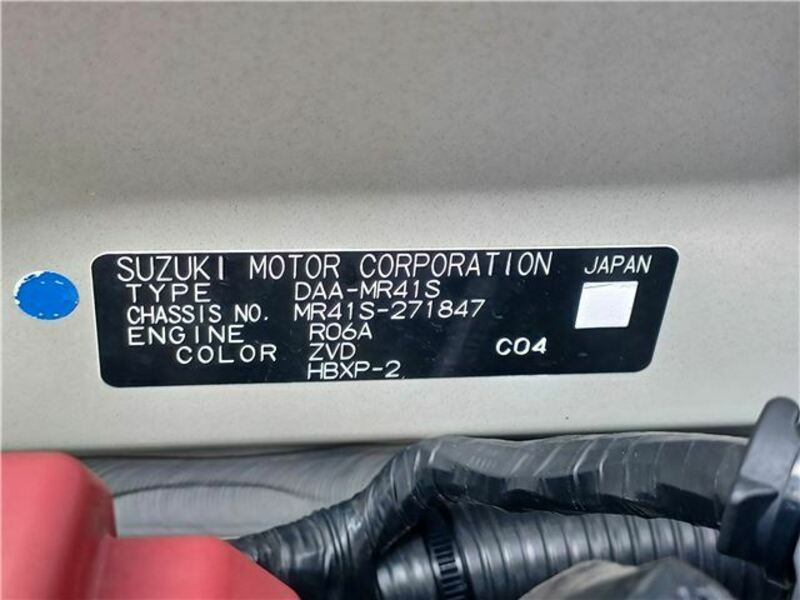 SUZUKI MOTOR CORPORATION JAPAN
TYPE DAA-MR41S
CHASSIS NO. MR41S-271847
ENGINE R06A
COLOR ZVD C04
HBXP-2